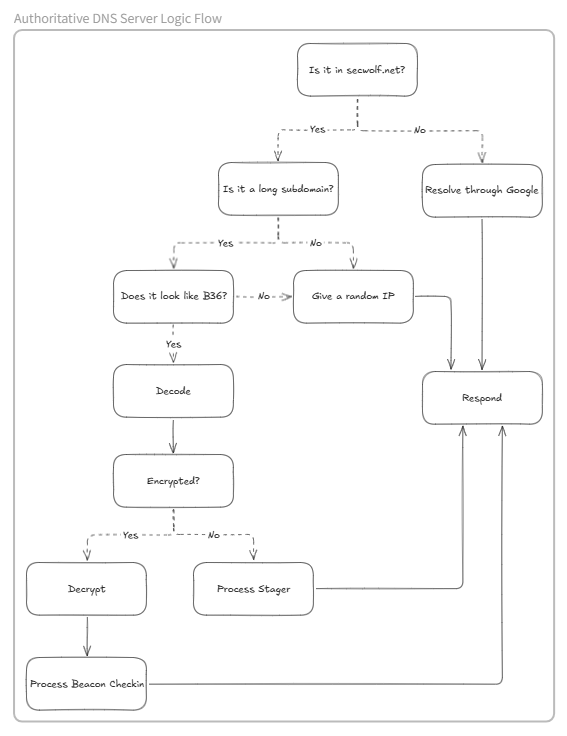 Authoritative DNS Server Logic Flow
Is it in secwolf.net?
Yes
No
Is it a long subdomain?
Resolve through Google
Yes
No
Does it look like B36?
No
Give a random IP
Yes
Decode
Respond
Encrypted?
Yes
No
Decrypt
Process Stager
Process Beacon Checkin